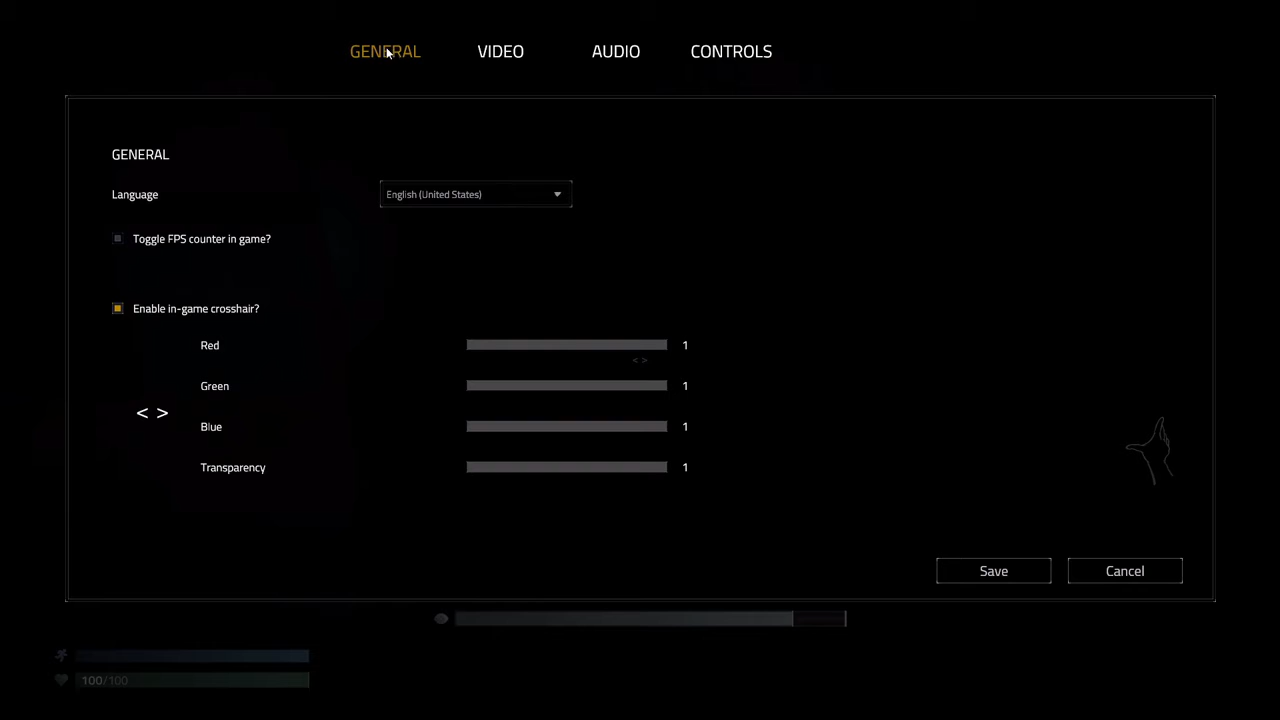 GENERAL VIDEO AUDIO CONTROLS
GENERAL
Language English (United States)
Toggle FPS counter in game?
Enable in-game crosshair?
Red 1
< >
Green 1
< >
Blue 1
Transparency 1
Save Cancel
100/100